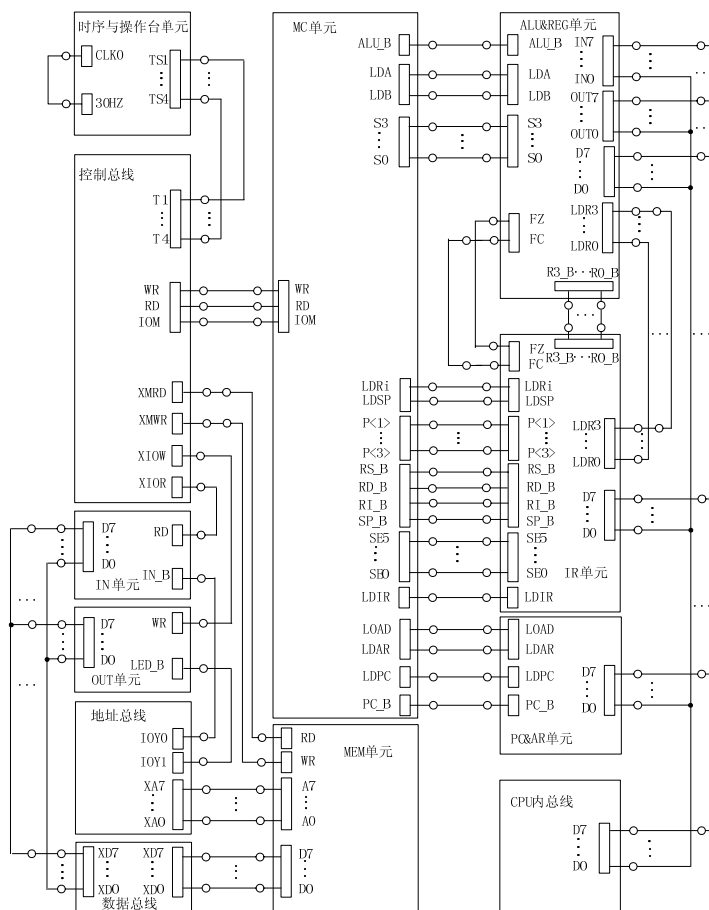 时序与操作台单元
CLK0
30HZ
TS1
TS4
控制总线
T1
T4
WR
RD
IOM
XMRD
XMWR
XIOW
XIOR
D7
D0
RD
IN_B
IN单元
D7
D0
WR
LED_B
OUT单元
地址总线
IOY0
IOY1
XA7
XA0
XD7
XD0
XD7
XD0
数据总线
MC单元
WR
RD
IOM
ALU_B
LDA
LDB
S3
S0
LDRi
LDSP
P<1>
P<3>
RS_B
RD_B
RI_B
SP_B
SE5
SE0
LDIR
LOAD
LDAR
LDPC
PC_B
MEM单元
RD
WR
A7
A0
D7
D0
ALU&REG单元
ALU_B
LDA
LDB
S3
S0
IN7
IN0
OUT7
OUT0
D7
D0
LDR3
LDR0
FZ
FC
R3_B···R0_B
FZ
FC
R3_B···R0_B
LDRi
LDSP
P<1>
P<3>
RS_B
RD_B
RI_B
SP_B
SE5
SE0
LDIR
LDR3
LDR0
D7
D0
IR单元
LOAD
LDAR
LDPC
PC_B
D7
D0
PC&AR单元
CPU内总线
D7
D0